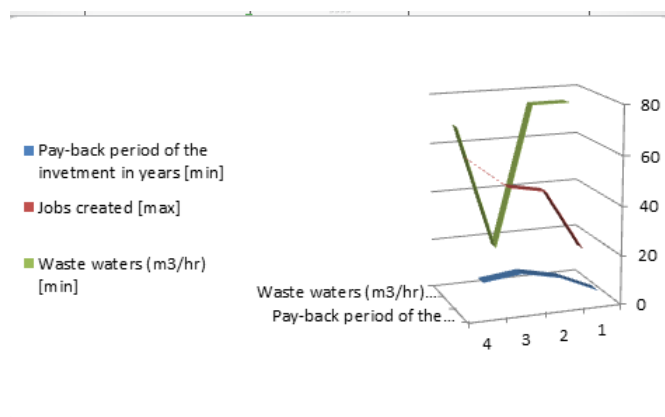 Pay-back period of the
invetment in years [min]
Jobs created [max]
Waste waters (m3/hr)
[min]
80
60
40
20
0
Waste waters (m3/hr)...
Pay-back period of the...
4 3 2 1